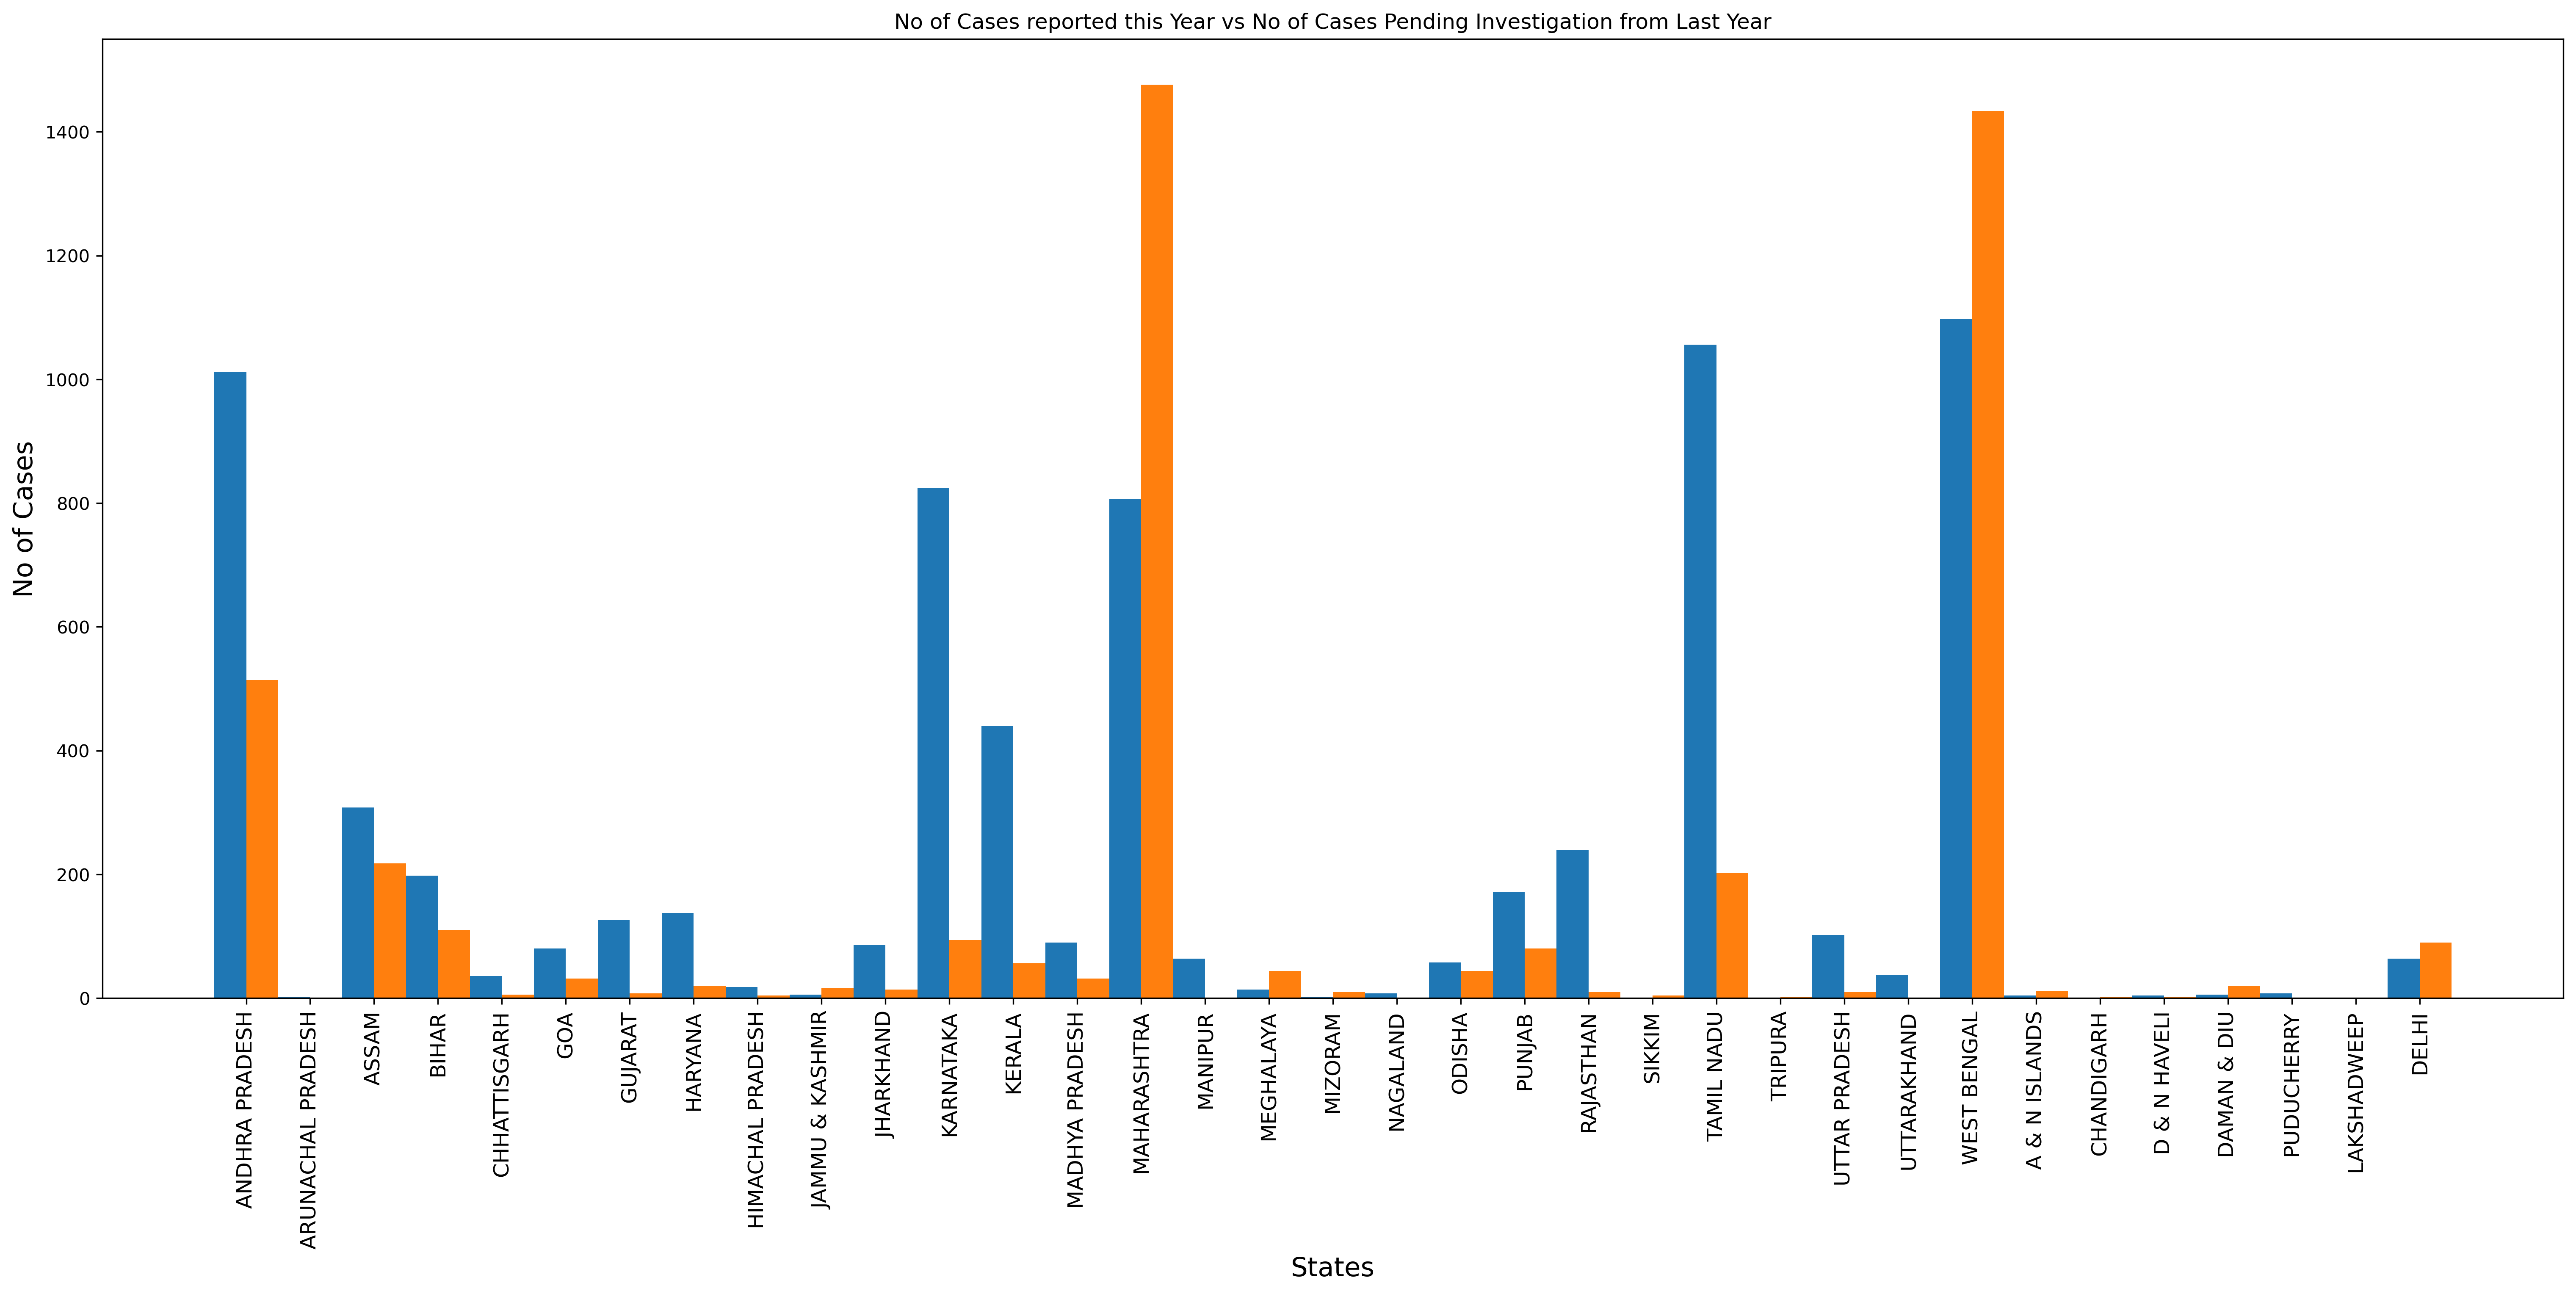 No of Cases reported this Year vs No of Cases Pending Investigation from Last Year
No of Cases
1400
1200
1000
800
600
400
200
0
ANDHRA PRADESH
ARUNACHAL PRADESH
ASSAM
BIHAR
CHHATTISGARH
GOA
GUJARAT
HARYANA
HIMACHAL PRADESH
JAMMU & KASHMIR
JHARKHAND
KARNATAKA
KERALA
MADHYA PRADESH
MAHARASHTRA
MANIPUR
MEGHALAYA
MIZORAM
NAGALAND
ODISHA
PUNJAB
RAJASTHAN
SIKKIM
TAMIL NADU
TRIPURA
UTTAR PRADESH
UTTARAKHAND
WEST BENGAL
A & N ISLANDS
CHANDIGARH
D & N HAVELI
DAMAN & DIU
PUDUCHERRY
LAKSHADWEEP
DELHI
States